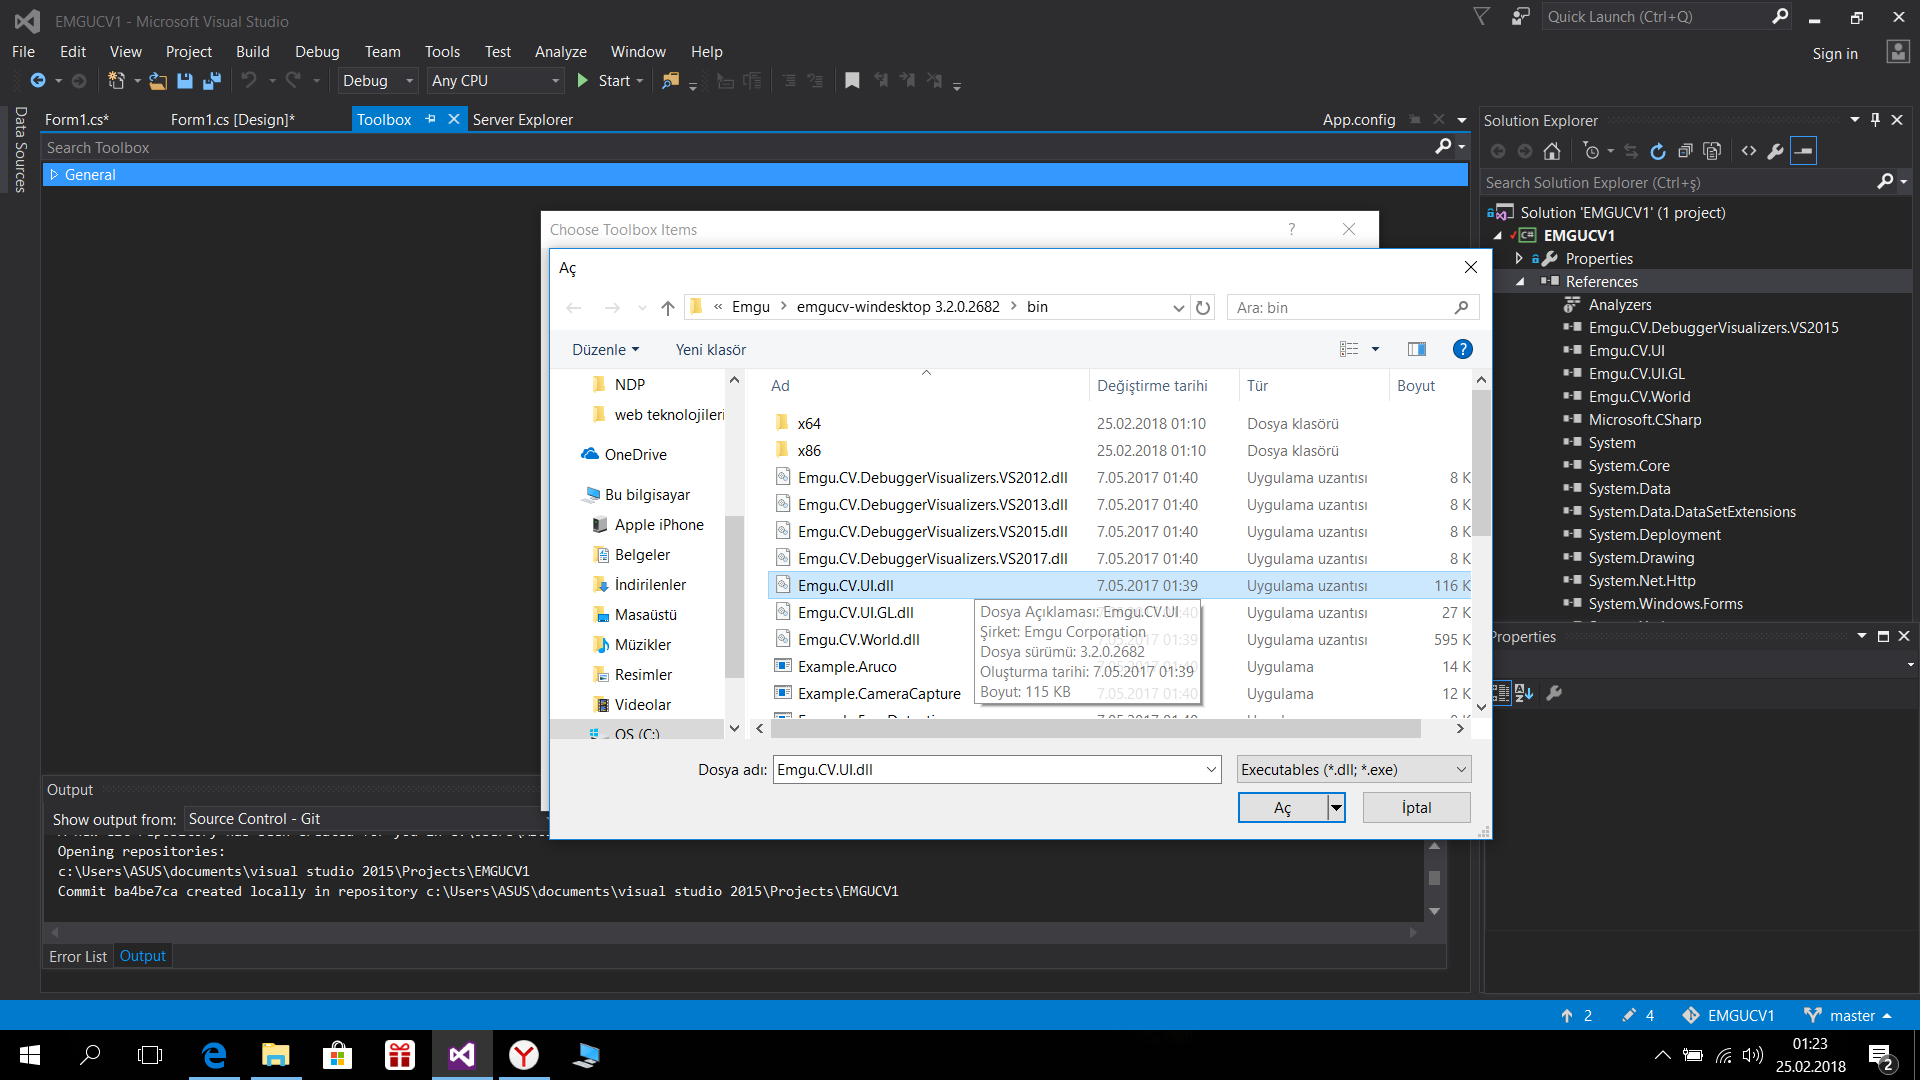 EMGUCV1 - Microsoft Visual Studio
Quick Launch (Ctrl+Q)
File Edit View Project Build Debug Team Tools Test Analyze Window Help
Sign in
Debug Any CPU Start
Data Sources
Form1.cs* Form1.cs [Design]* Toolbox Server Explorer App.config
Search Toolbox
General
Solution Explorer
Search Solution Explorer (Ctrl+ş)
Solution 'EMGUCV1' (1 project)
EMGUCV1
Properties
References
Analyzers
Emgu.CV.DebuggerVisualizers.VS2015
Emgu.CV.UI
Emgu.CV.UI.GL
Emgu.CV.World
Microsoft.CSharp
System
System.Core
System.Data
System.Data.DataSetExtensions
System.Deployment
System.Drawing
System.Net.Http
System.Windows.Forms
Properties
Choose Toolbox Items
Aç
« Emgu > emgucv-windesktop 3.2.0.2682 > bin
Ara: bin
Düzenle Yeni klasör
NDP
web teknolojileri
OneDrive
Bu bilgisayar
Apple iPhone
Belgeler
İndirilenler
Masaüstü
Müzikler
Resimler
Videolar
OS (C:)
Ad Değiştirme tarihi Tür Boyut
x64 25.02.2018 01:10 Dosya klasörü
x86 25.02.2018 01:10 Dosya klasörü
Emgu.CV.DebuggerVisualizers.VS2012.dll 7.05.2017 01:40 Uygulama uzantısı 8 K
Emgu.CV.DebuggerVisualizers.VS2013.dll 7.05.2017 01:40 Uygulama uzantısı 8 K
Emgu.CV.DebuggerVisualizers.VS2015.dll 7.05.2017 01:40 Uygulama uzantısı 8 K
Emgu.CV.DebuggerVisualizers.VS2017.dll 7.05.2017 01:40 Uygulama uzantısı 8 K
Emgu.CV.UI.dll 7.05.2017 01:39 Uygulama uzantısı 116 K
Emgu.CV.UI.GL.dll Uygulama uzantısı 27 K
Emgu.CV.World.dll Uygulama uzantısı 595 K
Example.Aruco Uygulama 14 K
Example.CameraCapture Uygulama 12 K
Dosya Açıklaması: Emgu.CV.UI
Şirket: Emgu Corporation
Dosya sürümü: 3.2.0.2682
Oluşturma tarihi: 7.05.2017 01:39
Boyut: 115 KB
Dosya adı: Emgu.CV.UI.dll Executables (*.dll; *.exe)
Aç İptal
Output
Show output from: Source Control - Git
Opening repositories:
c:\Users\ASUS\documents\visual studio 2015\Projects\EMGUCV1
Commit ba4be7ca created locally in repository c:\Users\ASUS\documents\visual studio 2015\Projects\EMGUCV1
Error List Output
2 4 EMGUCV1 master
01:23
25.02.2018
2